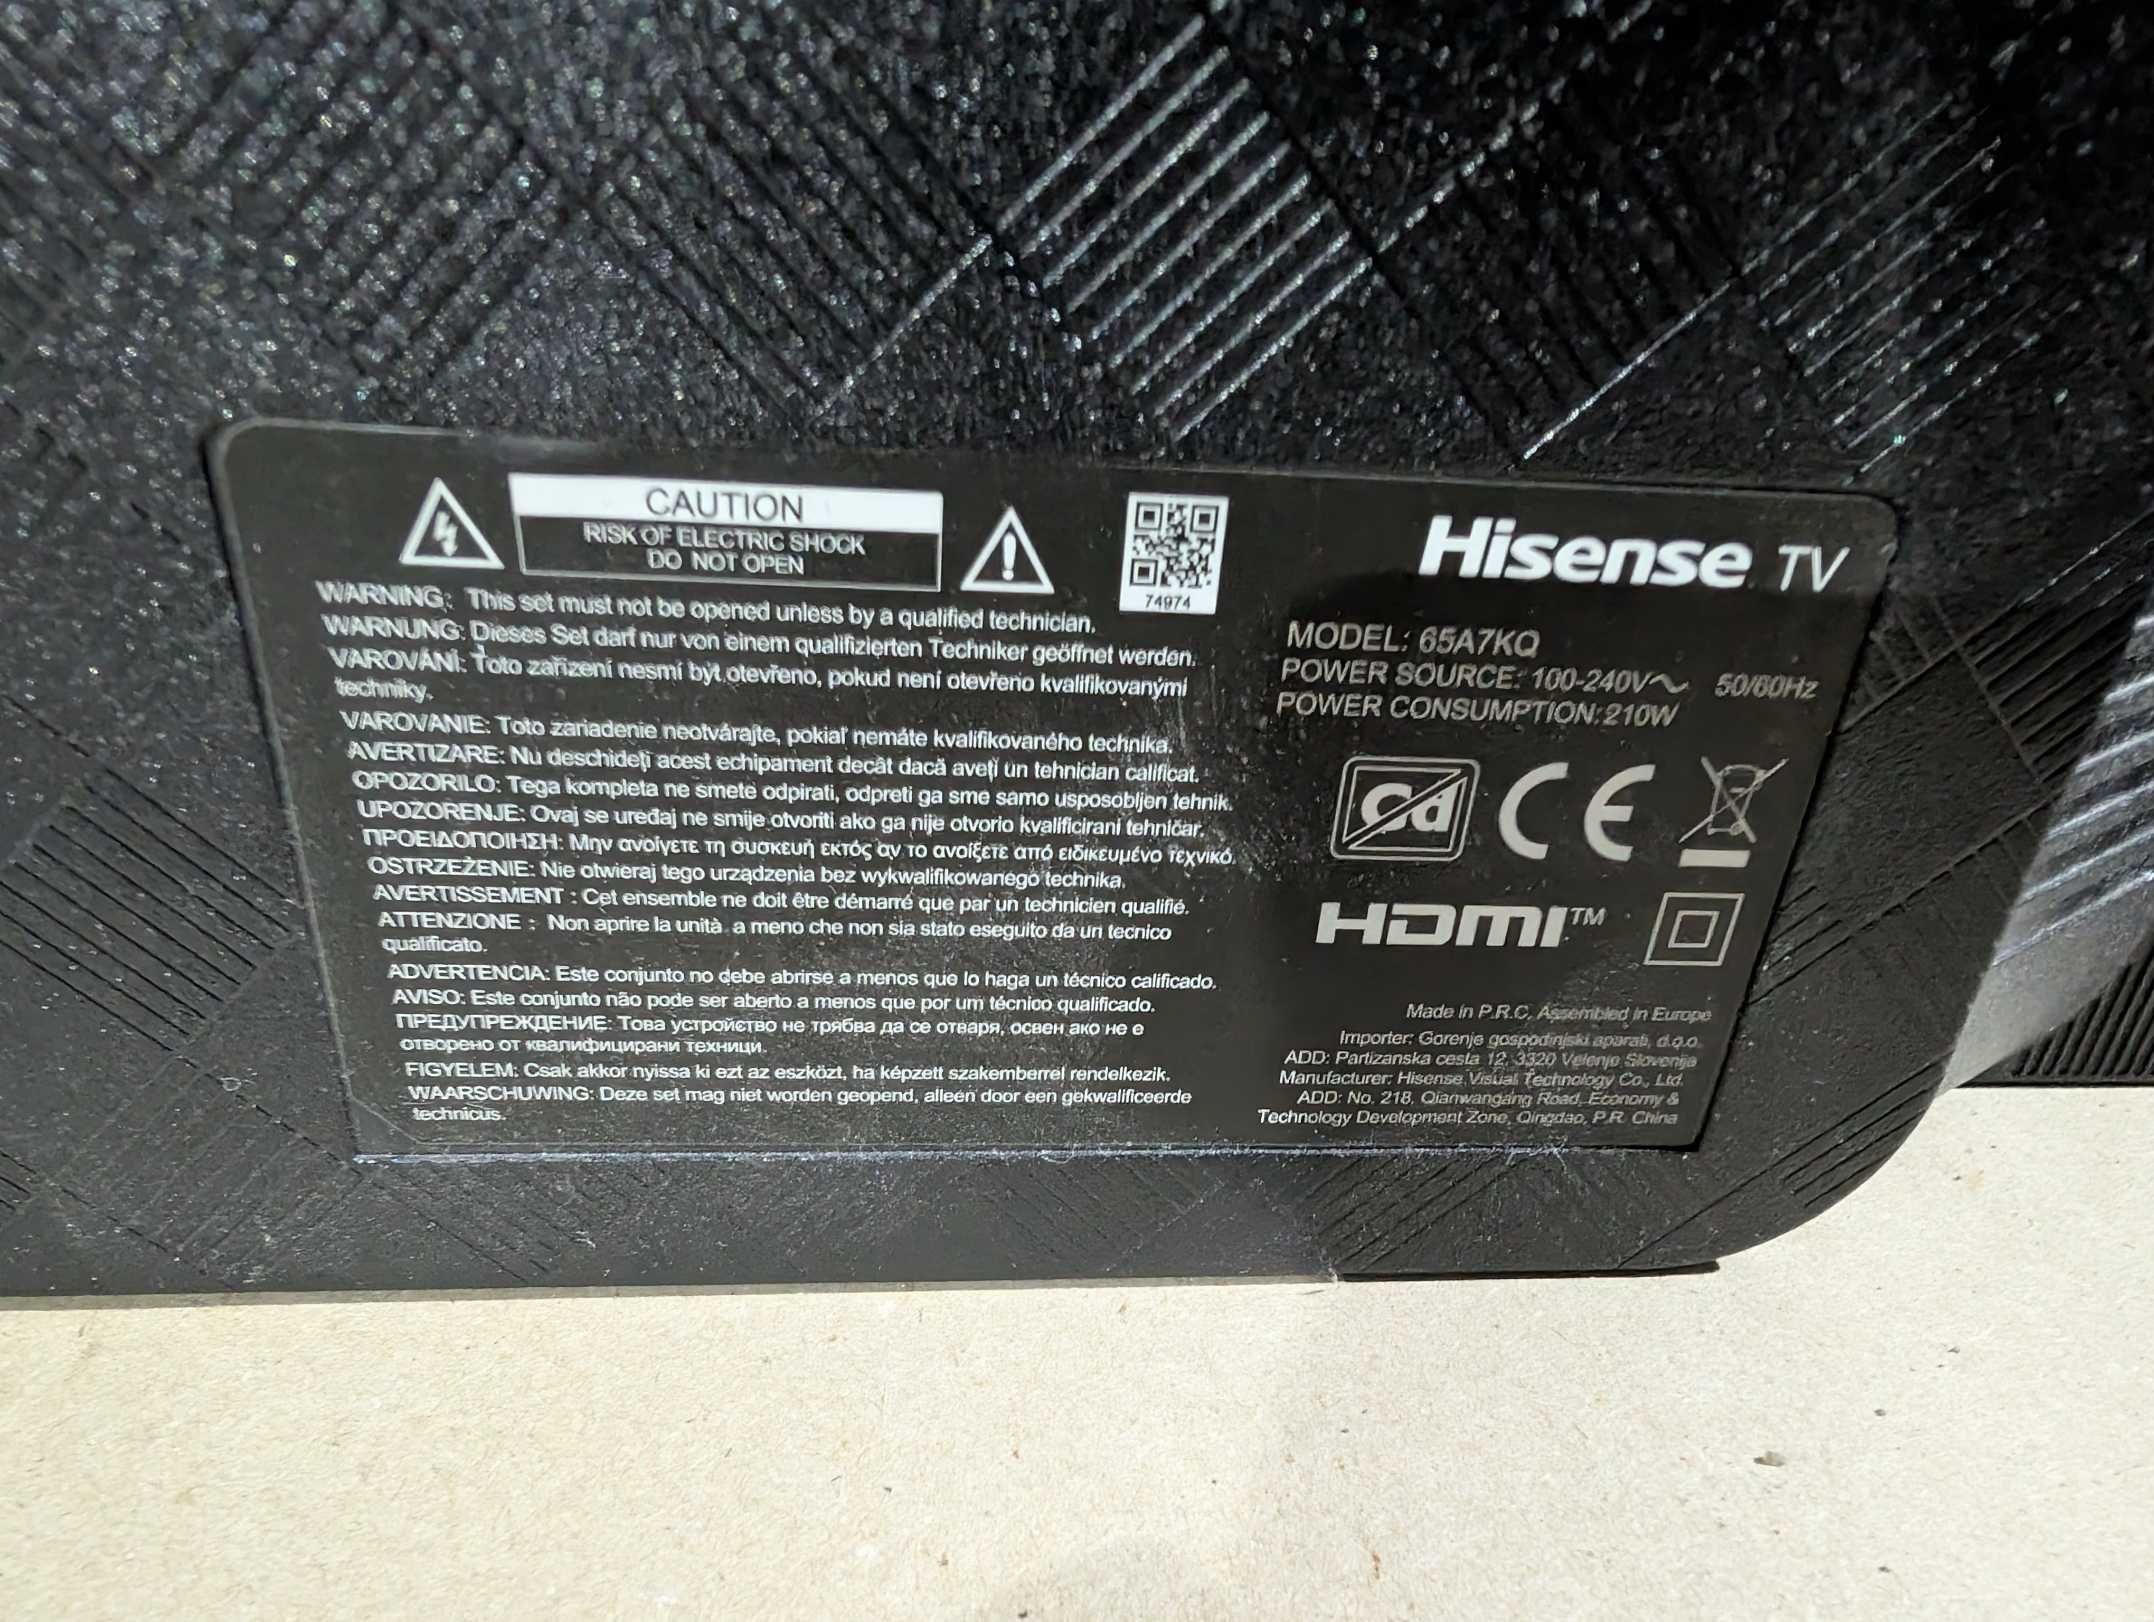 CAUTION
RISK OF ELECTRIC SHOCK
DO NOT OPEN
74974
WARNING: This set must not be opened unless by a qualified technician.
WARNUNG: Dieses Set darf nur von einem qualifizierten Techniker geöffnet werden.
VAROVÁNÍ: Toto zařízení nesmí být otevřeno, pokud není otevřeno kvalifikovanými
techniky.
VAROVANIE: Toto zariadenie neotvárajte, pokiaľ nemáte kvalifikovaného technika.
AVERTIZARE: Nu deschideți acest echipament decât dacă aveți un tehnician calificat.
OPOZORILO: Tega kompleta ne smete odpirati, odpreti ga sme samo usposobljen tehnik.
UPOZORENJE: Ovaj se uređaj ne smije otvoriti ako ga nije otvorio kvalificirani tehničar.
ΠΡΟΕΙΔΟΠΟΙΗΣΗ: Μην ανοίγετε τη συσκευή εκτός αν το ανοίξετε από ειδικευμένο τεχνικό.
OSTRZEŻENIE: Nie otwieraj tego urządzenia bez wykwalifikowanego technika.
AVERTISSEMENT : Cet ensemble ne doit être démarré que par un technicien qualifié.
ATTENZIONE : Non aprire la unità a meno che non sia stato eseguito da un tecnico
qualificato.
ADVERTENCIA: Este conjunto no debe abrirse a menos que lo haga un técnico calificado.
AVISO: Este conjunto não pode ser aberto a menos que por um técnico qualificado.
ПРЕДУПРЕЖДЕНИЕ: Това устройство не трябва да се отваря, освен ако не е
отворено от квалифицирани техници.
FIGYELEM: Csak akkor nyissa ki ezt az eszközt, ha képzett szakemberrel rendelkezik.
WAARSCHUWING: Deze set mag niet worden geopend, alleen door een gekwalificeerde
technicus.
Hisense TV
MODEL: 65A7KQ
POWER SOURCE: 100-240V~ 50/60Hz
POWER CONSUMPTION: 210W
Cd CE
HDMI™
Made in P.R.C, Assembled in Europe
Importer: Gorenje gospodinjski aparati, d.o.o.
ADD: Partizanska cesta 12, 3320 Velenje Slovenija
Manufacturer: Hisense Visual Technology Co., Ltd.
ADD: No. 218, Qianwangang Road, Economy &
Technology Development Zone, Qingdao, P.R. China